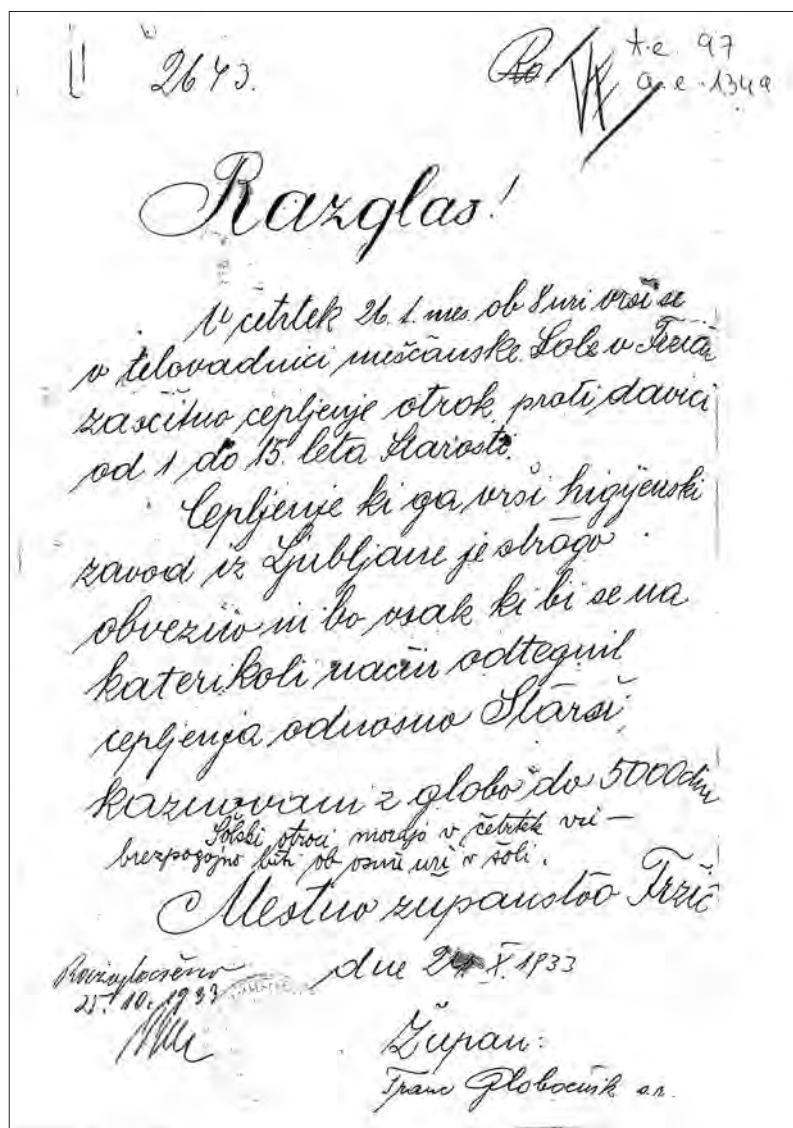 2643.
t.e. 97
a.e. 1349
Razglas!
V četrtek 26. t. mes. ob 8 uri vrši se
v telovadnici meščanske šole v Tržiču
zaščitno cepljenje otrok proti davici
od 1 do 15. leta starosti.
Cepljenje ki ga vrši higijenski
zavod iz Ljubljane je strogo
obvezno in bo vsak ki bi se na
katerikoli način odtegnil
cepljenja odnosno Starši
kaznovani z globo do 5000 din
Šolski otroci morajo v četrtek vsi —
brezpogojno biti ob osmi uri v šoli.
Mestno županstvo Tržič
dne X. 1933
Razglašeno
25. 10. 1933
Župan:
Franc Globočnik s.r.